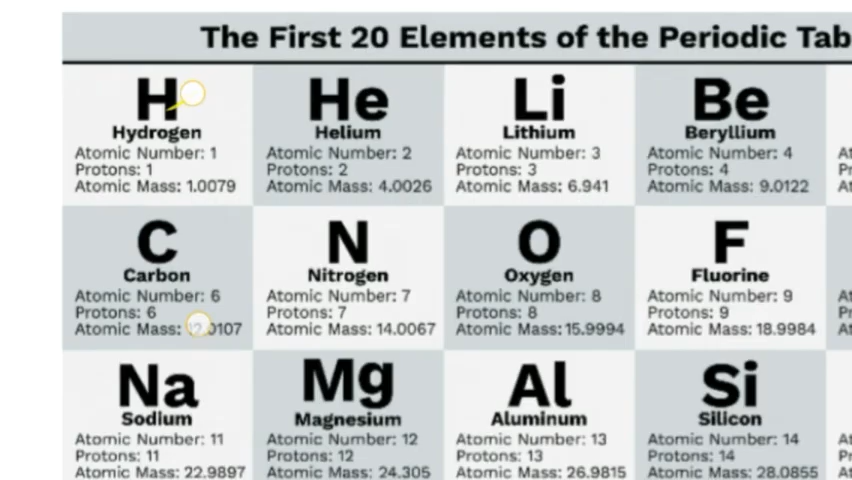 The First 20 Elements of the Periodic Tab
H
Hydrogen
Atomic Number: 1
Protons: 1
Atomic Mass: 1.0079
He
Helium
Atomic Number: 2
Protons: 2
Atomic Mass: 4.0026
Li
Lithium
Atomic Number: 3
Protons: 3
Atomic Mass: 6.941
Be
Beryllium
Atomic Number: 4
Protons: 4
Atomic Mass: 9.0122
C
Carbon
Atomic Number: 6
Protons: 6
Atomic Mass: 12.0107
N
Nitrogen
Atomic Number: 7
Protons: 7
Atomic Mass: 14.0067
O
Oxygen
Atomic Number: 8
Protons: 8
Atomic Mass: 15.9994
F
Fluorine
Atomic Number: 9
Protons: 9
Atomic Mass: 18.9984
Na
Sodium
Atomic Number: 11
Protons: 11
Atomic Mass: 22.9897
Mg
Magnesium
Atomic Number: 12
Protons: 12
Atomic Mass: 24.305
Al
Aluminum
Atomic Number: 13
Protons: 13
Atomic Mass: 26.9815
Si
Silicon
Atomic Number: 14
Protons: 14
Atomic Mass: 28.0855